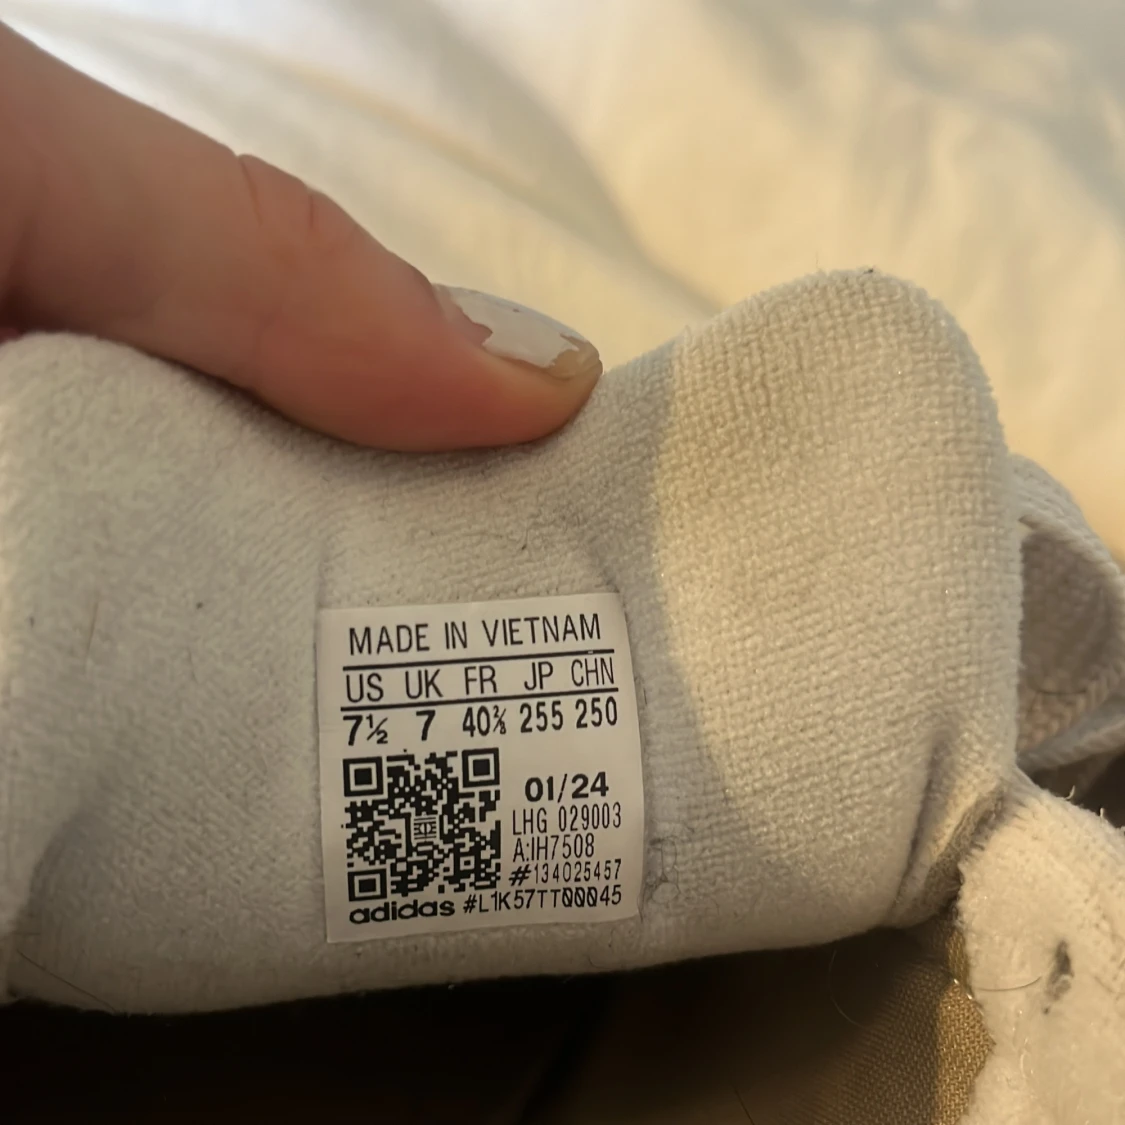 MADE IN VIETNAM
US UK FR JP CHN
7½ 7 40⅔ 255 250
01/24
LHG 029003
A:IH7508
#134025457
adidas #L1K57TT00045